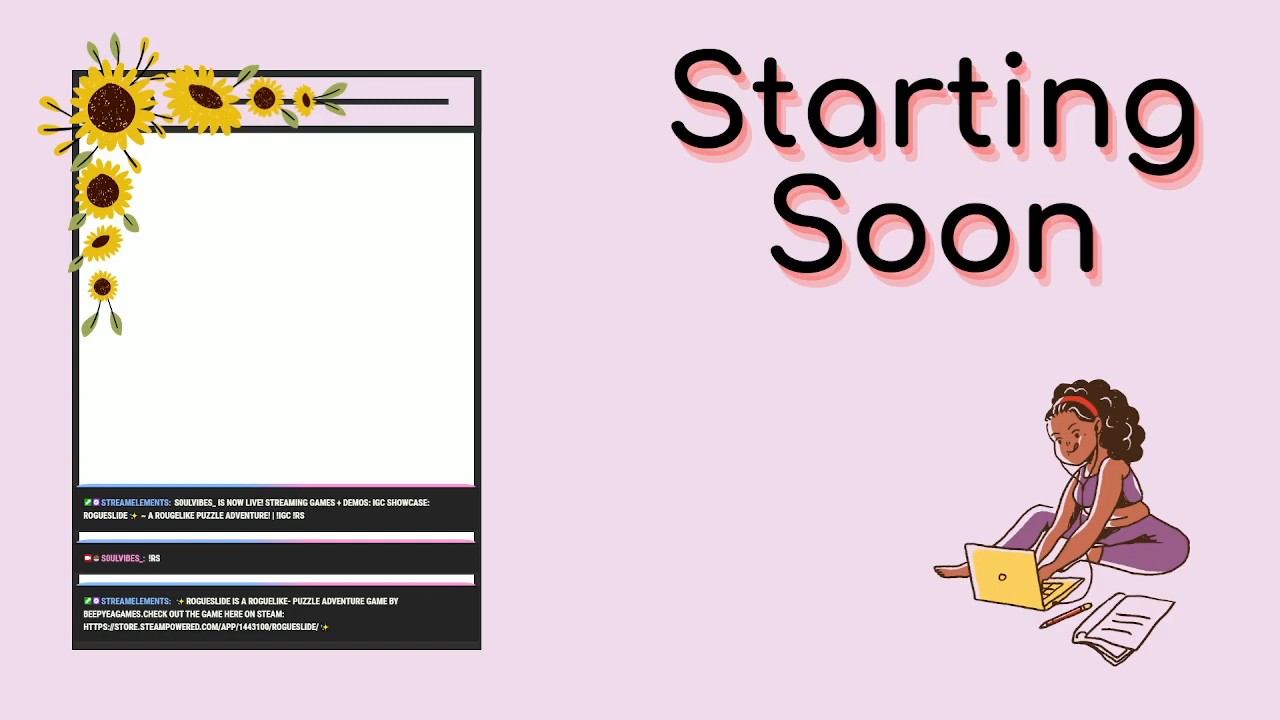 Starting
Soon
STREAMELEMENTS: S0ULVIBES_ IS NOW LIVE! STREAMING GAMES + DEMOS: IGC SHOWCASE:
ROGUESLIDE ✨ ~ A ROUGELIKE PUZZLE ADVENTURE! | !IGC !RS
S0ULVIBES_: !RS
STREAMELEMENTS: ✨ROGUESLIDE IS A ROGUELIKE- PUZZLE ADVENTURE GAME BY
BEEPYEAGAMES.CHECK OUT THE GAME HERE ON STEAM:
HTTPS://STORE.STEAMPOWERED.COM/APP/1443100/ROGUESLIDE/ ✨